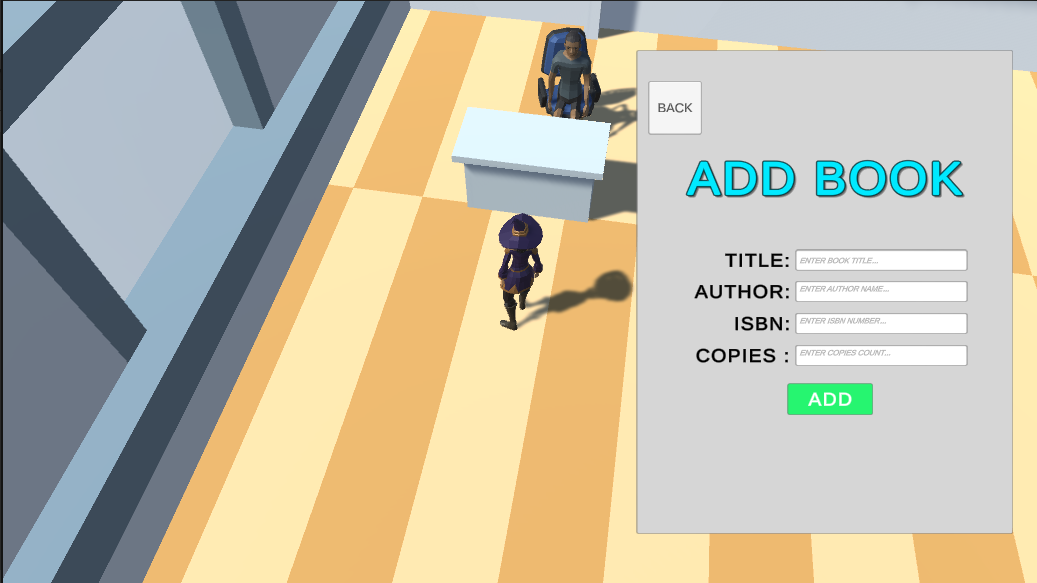 BACK
ADD BOOK
TITLE: ENTER BOOK TITLE...
AUTHOR: ENTER AUTHOR NAME...
ISBN: ENTER ISBN NUMBER...
COPIES : ENTER COPIES COUNT...
ADD